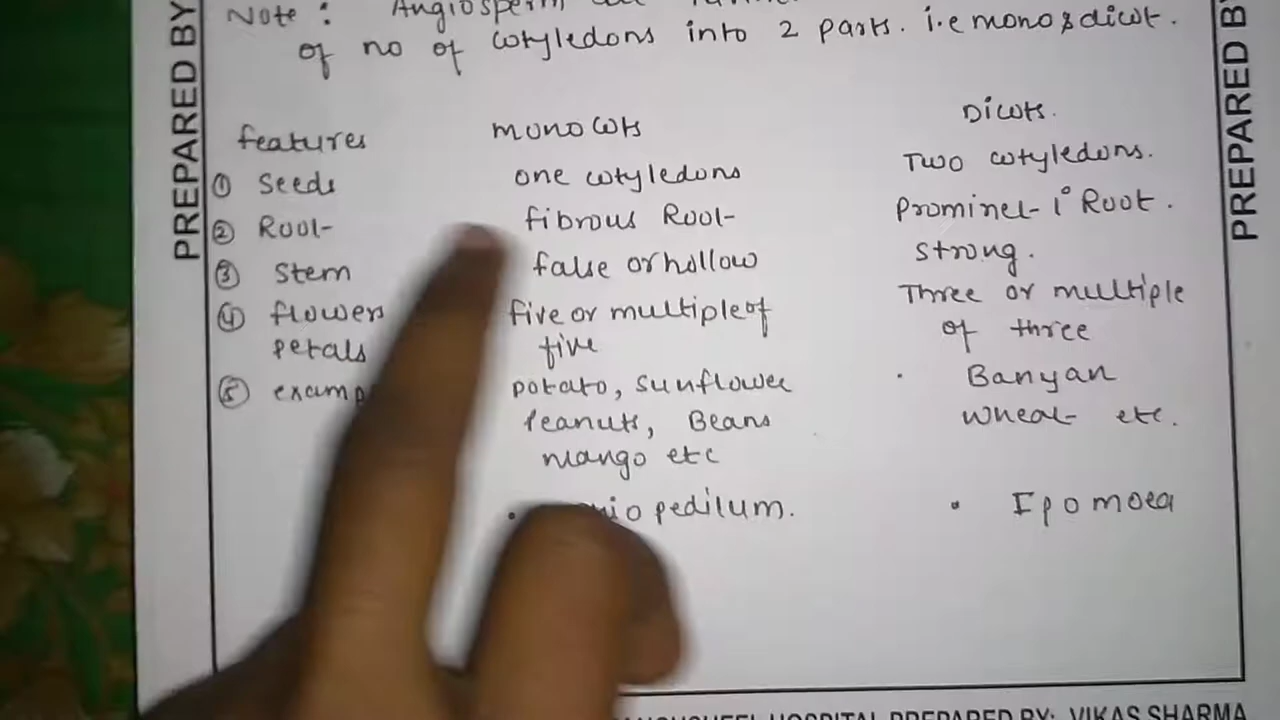 Note : Angiosperm
of no of cotyledons into 2 parts. i.e mono & dicot.
features monocots Dicots.
① Seeds one cotyledons Two cotyledons.
② Root fibrous Root Prominet 1° Root.
③ Stem false or hollow strong.
④ flowers five or multiple of Three or multiple
petals five of three
⑤ examp potato, sunflower • Banyan
Peanuts, Beans wheat etc.
mango etc
• pedilum. • Ipomoea
PREPARED BY
PREPARED BY
HOSPITAL PREPARED BY: VIKAS SHARMA